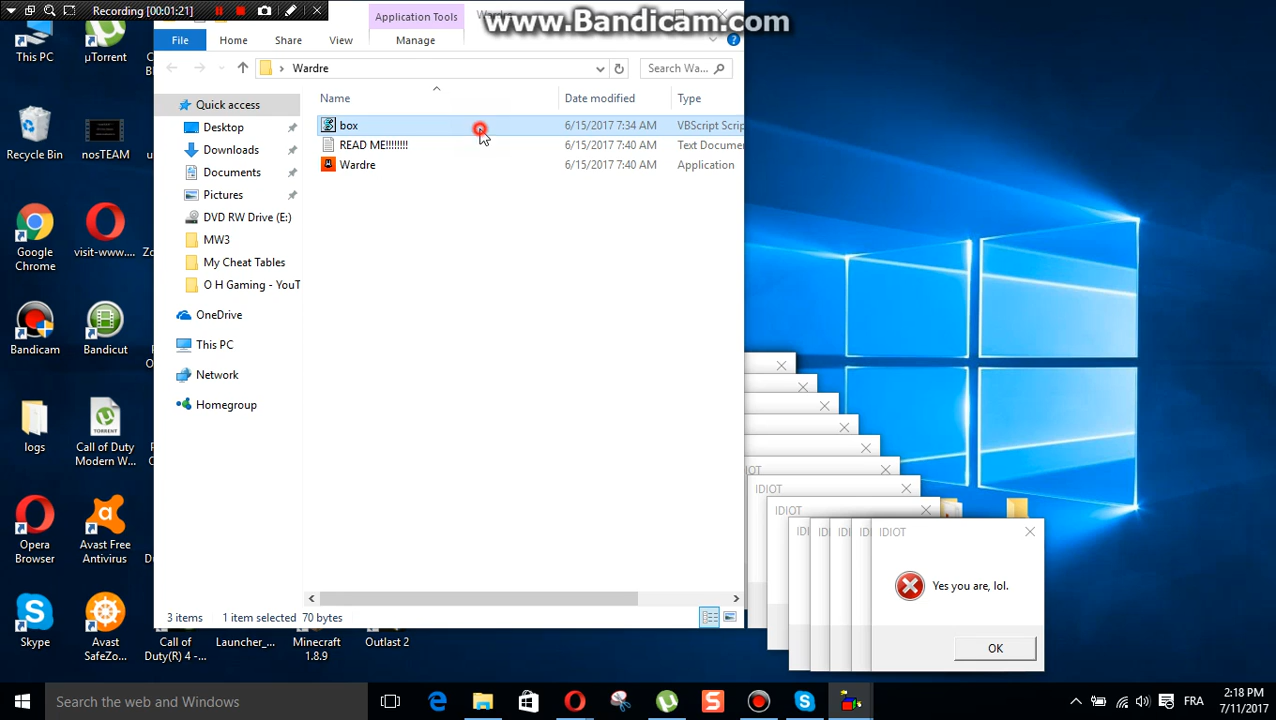 Recording [00:01:21]
www.Bandicam.com
Application Tools
File
Home
Share
View
Manage
Wardre
Search Wa...
Name
Date modified
Type
Quick access
Desktop
Downloads
Documents
Pictures
DVD RW Drive (E:)
MW3
My Cheat Tables
O H Gaming - YouT
OneDrive
This PC
Network
Homegroup
box
6/15/2017 7:34 AM
VBScript Scrip
READ ME!!!!!!!!
6/15/2017 7:40 AM
Text Docume
Wardre
6/15/2017 7:40 AM
Application
3 items
1 item selected 70 bytes
This PC
µTorrent
Recycle Bin
nosTEAM
Google
Chrome
visit-www....
Bandicam
Bandicut
logs
Call of Duty
Modern W...
Opera
Browser
Avast Free
Antivirus
Skype
Avast
SafeZo...
Call of
Duty(R) 4 -...
Launcher_...
Minecraft
1.8.9
Outlast 2
IDIOT
IDIOT
IDIOT
Yes you are, lol.
OK
Search the web and Windows
FRA
2:18 PM
7/11/2017